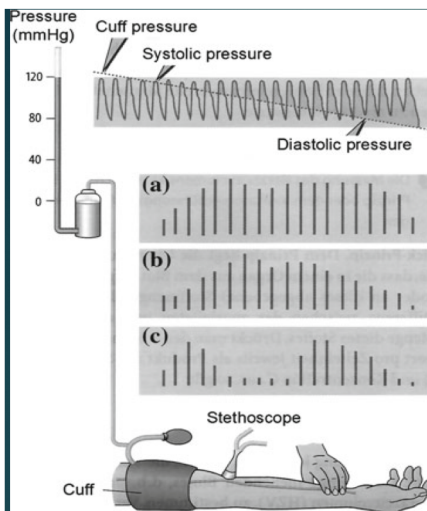 Pressure
(mmHg)
Cuff pressure
Systolic pressure
120
80
40
0
Diastolic pressure
(a)
(b)
(c)
Stethoscope
Cuff